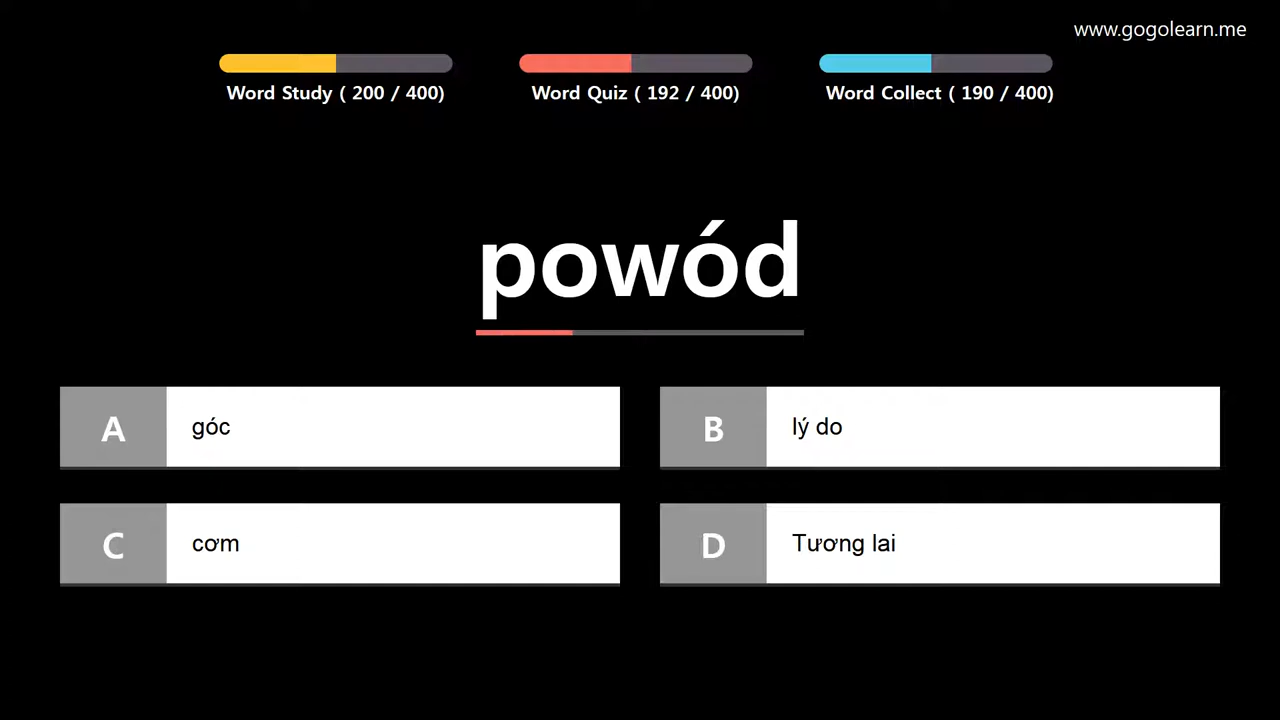 www.gogolearn.me
Word Study ( 200 / 400)
Word Quiz ( 192 / 400)
Word Collect ( 190 / 400)
powód
A góc
B lý do
C cơm
D Tương lai